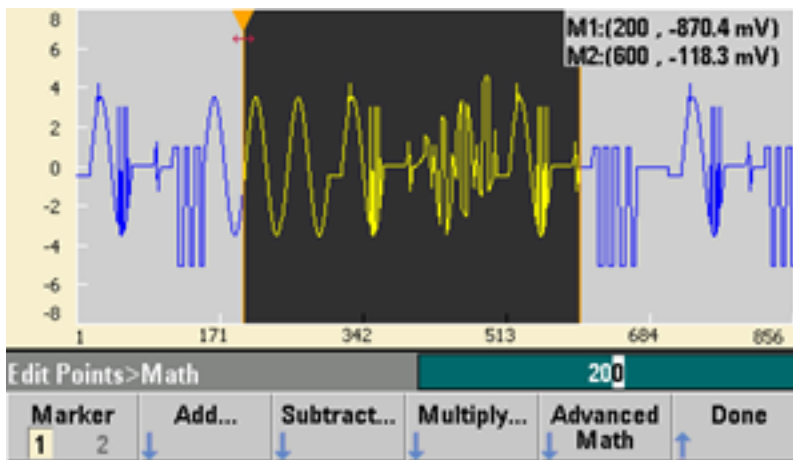 M1:(200 , -870.4 mV)
M2:(600 , -118.3 mV)
8
6
4
2
0
-2
-4
-6
-8
1 171 342 513 684 856
Edit Points>Math 200
Marker Add... Subtract... Multiply... Advanced Math Done
1 2